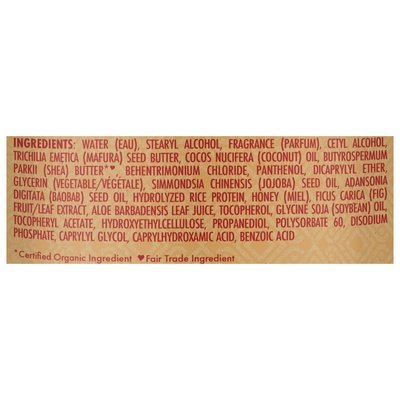 INGREDIENTS: WATER (EAU), STEARYL ALCOHOL, FRAGRANCE (PARFUM), CETYL ALCOHOL,
TRICHILIA EMETICA (MAFURA) SEED BUTTER, COCOS NUCIFERA (COCONUT) OIL, BUTYROSPERMUM
PARKII (SHEA) BUTTER*♥, BEHENTRIMONIUM CHLORIDE, PANTHENOL, DICAPRYLYL ETHER,
GLYCERIN (VEGETABLE/VÉGÉTALE), SIMMONDSIA CHINENSIS (JOJOBA) SEED OIL, ADANSONIA
DIGITATA (BAOBAB) SEED OIL, HYDROLYZED RICE PROTEIN, HONEY (MIEL), FICUS CARICA (FIG)
FRUIT/LEAF EXTRACT, ALOE BARBADENSIS LEAF JUICE, TOCOPHEROL, GLYCINE SOJA (SOYBEAN) OIL,
TOCOPHERYL ACETATE, HYDROXYETHYLCELLULOSE, PROPANEDIOL, POLYSORBATE 60, DISODIUM
PHOSPHATE, CAPRYLYL GLYCOL, CAPRYLHYDROXAMIC ACID, BENZOIC ACID
*Certified Organic Ingredient ♥Fair Trade Ingredient